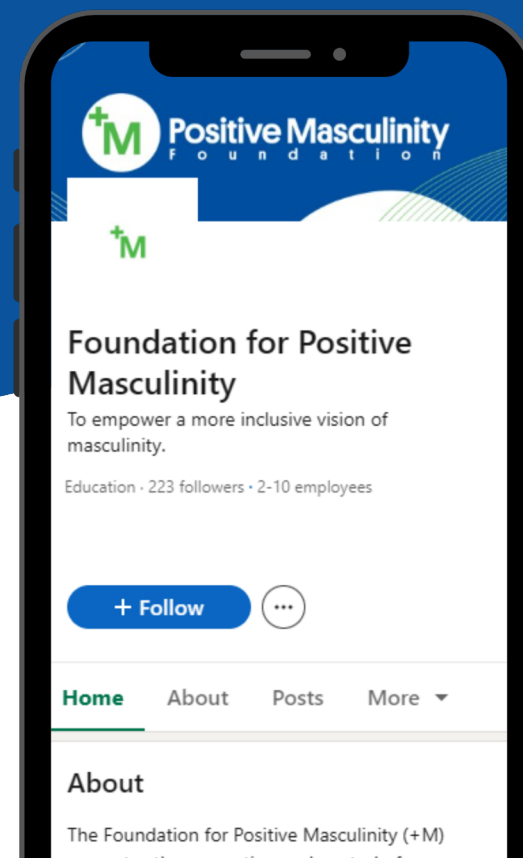 +M Positive Masculinity
Foundation
+M
Foundation for Positive
Masculinity
To empower a more inclusive vision of
masculinity.
Education · 223 followers • 2-10 employees
+ Follow
Home About Posts More
About
The Foundation for Positive Masculinity (+M)